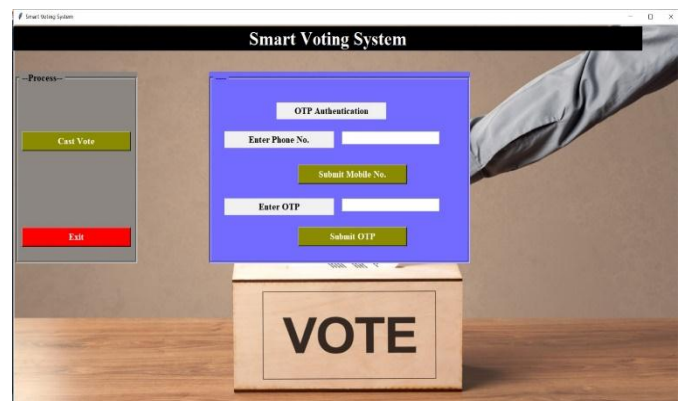 Smart Voting System
Smart Voting System
--Process--
Cast Vote
Exit
OTP Authentication
Enter Phone No.
Submit Mobile No.
Enter OTP
Submit OTP
VOTE